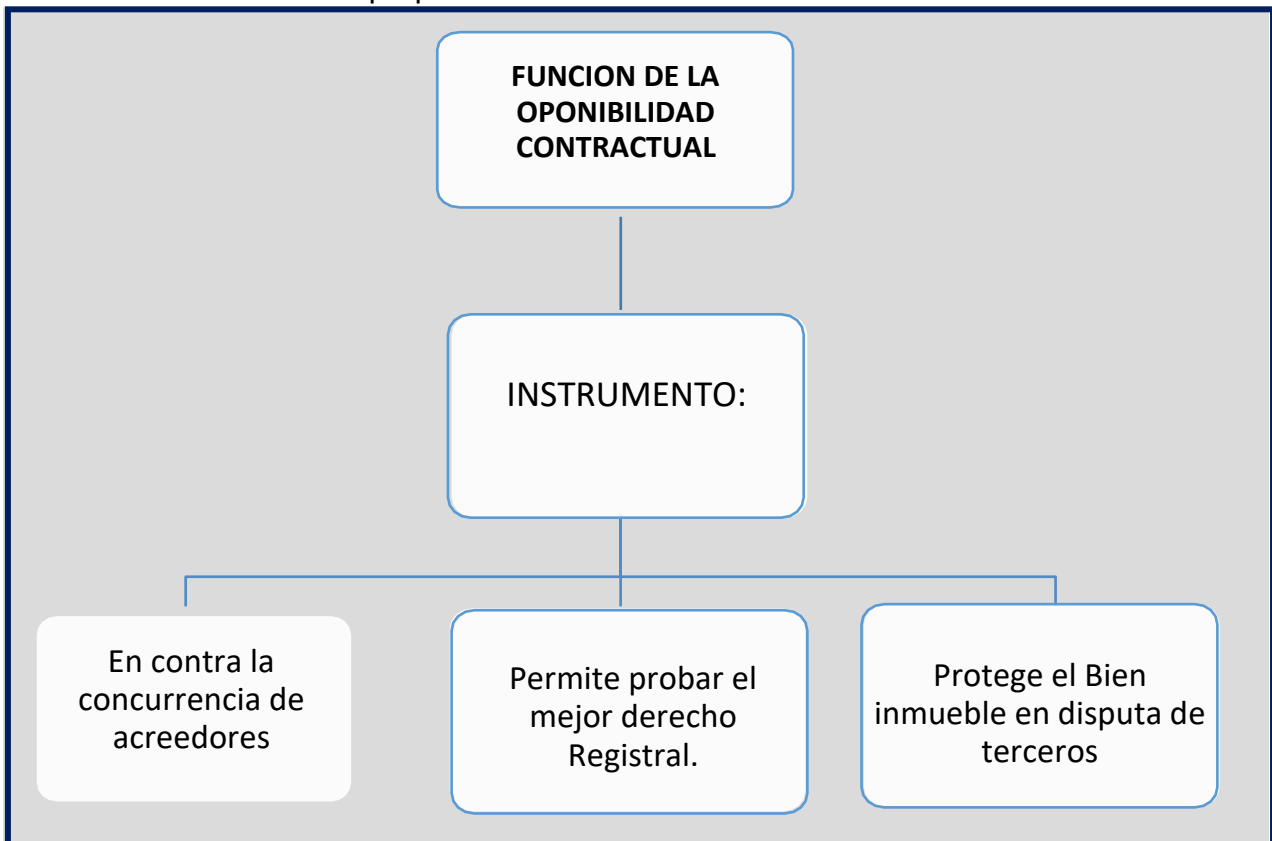 FUNCION DE LA
OPONIBILIDAD
CONTRACTUAL
INSTRUMENTO:
En contra la
concurrencia de
acreedores
Permite probar el
mejor derecho
Registral.
Protege el Bien
inmueble en disputa de
terceros